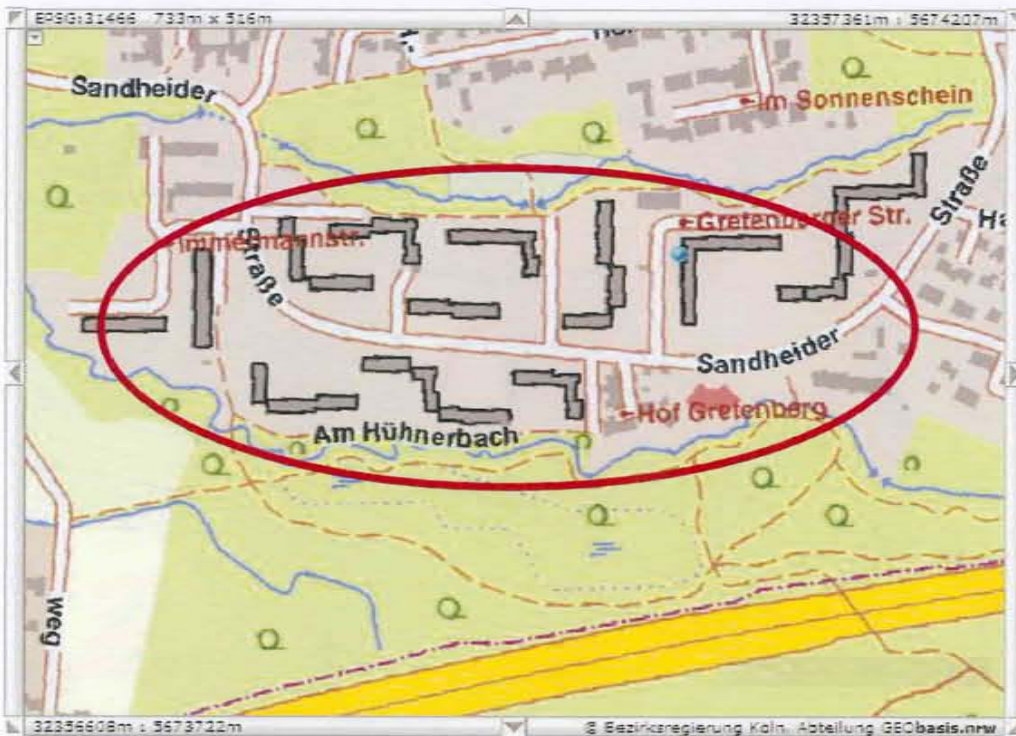 EPSG:31466 733m x 516m
32357361m : 5674207m
Sandheider
Im Sonnenschein
Straße
Gretenberger Str.
Immermannstr.
Straße
Sandheider
Hof Gretenberg
Am Hühnerbach
weg
32356608m : 5673722m
© Bezirksregierung Köln, Abteilung GEObasis.nrw